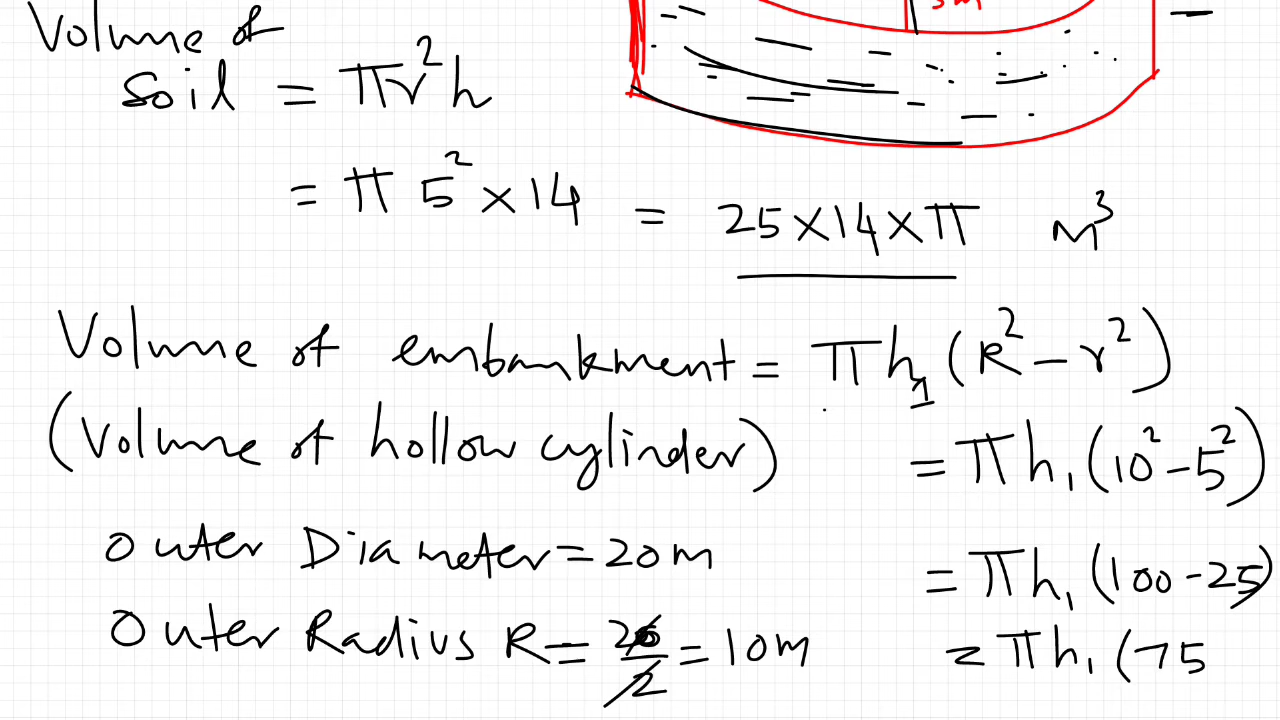 Volume of
soil = πr²h
5m
= π 5² × 14 = 25×14×π m³
Volume of embankment = πh₁(R²-r²)
(Volume of hollow cylinder) = πh₁(10²-5²)
Outer Diameter = 20m
= πh₁(100-25)
Outer Radius R = 20/2 = 10m
= πh₁(75